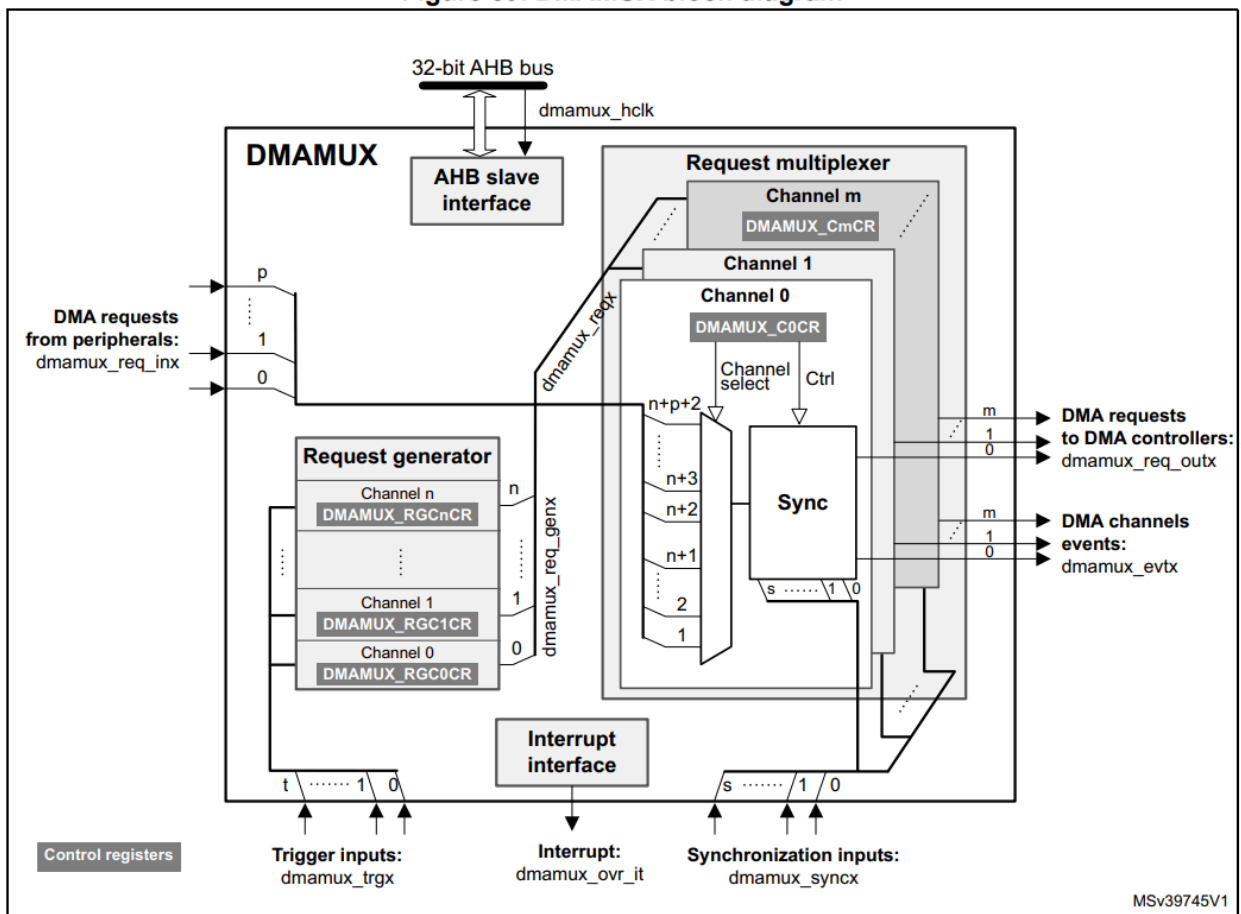 32-bit AHB bus
dmamux_hclk
DMAMUX
AHB slave
interface
Request multiplexer
Channel m
DMAMUX_CmCR
Channel 1
Channel 0
DMAMUX_C0CR
Channel
select
Ctrl
p
1
0
DMA requests
from peripherals:
dmamux_req_inx
dmamux_reqx
n+p+2
n+3
n+2
n+1
2
1
Sync
s ...... 1 0
m
1
0
DMA requests
to DMA controllers:
dmamux_req_outx
m
1
0
DMA channels
events:
dmamux_evtx
Request generator
Channel n
DMAMUX_RGCnCR
Channel 1
DMAMUX_RGC1CR
Channel 0
DMAMUX_RGC0CR
n
1
0
dmamux_req_genx
Interrupt
interface
t ....... 1 0
s ....... 1 0
Control registers
Trigger inputs:
dmamux_trgx
Interrupt:
dmamux_ovr_it
Synchronization inputs:
dmamux_syncx
MSv39745V1